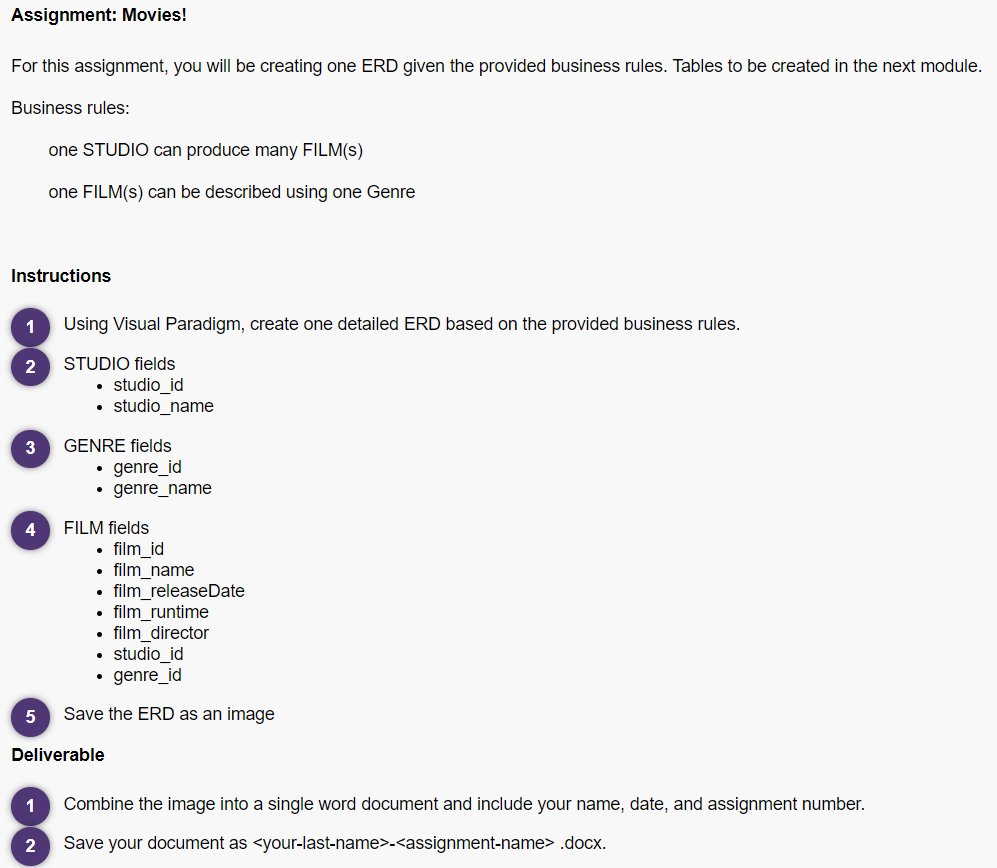 Assignment: Movies!
For this assignment, you will be creating one ERD given the provided business rules. Tables to be created in the next module.
Business rules:
one STUDIO can produce many FILM(s)
one FILM(s) can be described using one Genre
Instructions
1 Using Visual Paradigm, create one detailed ERD based on the provided business rules.
2 STUDIO fields
• studio_id
• studio_name
3 GENRE fields
• genre_id
• genre_name
4 FILM fields
• film_id
• film_name
• film_releaseDate
• film_runtime
• film_director
• studio_id
• genre_id
5 Save the ERD as an image
Deliverable
1 Combine the image into a single word document and include your name, date, and assignment number.
2 Save your document as <your-last-name>-<assignment-name> .docx.